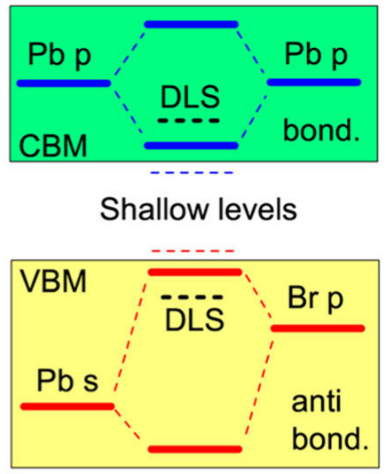 Pb p
Pb p
DLS
CBM
bond.
Shallow levels
VBM
DLS
Br p
Pb s
anti
bond.